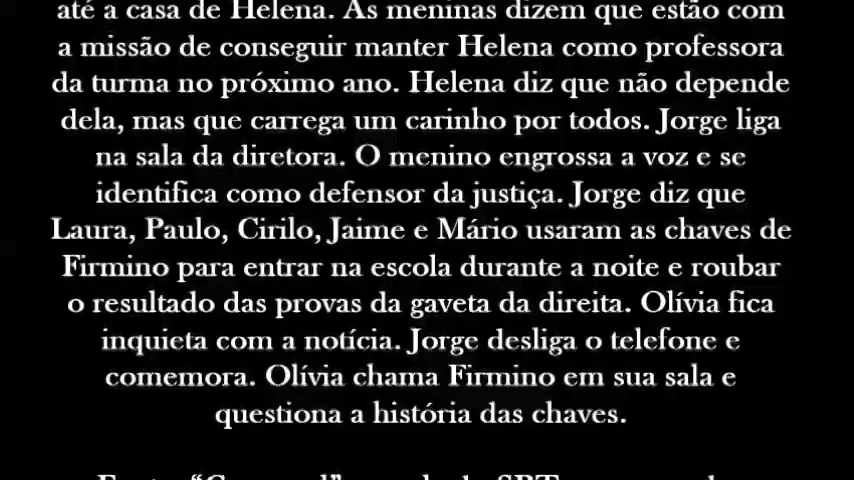 até a casa de Helena. As meninas dizem que estão com
a missão de conseguir manter Helena como professora
da turma no próximo ano. Helena diz que não depende
dela, mas que carrega um carinho por todos. Jorge liga
na sala da diretora. O menino engrossa a voz e se
identifica como defensor da justiça. Jorge diz que
Laura, Paulo, Cirilo, Jaime e Mário usaram as chaves de
Firmino para entrar na escola durante a noite e roubar
o resultado das provas da gaveta da direita. Olívia fica
inquieta com a notícia. Jorge desliga o telefone e
comemora. Olívia chama Firmino em sua sala e
questiona a história das chaves.